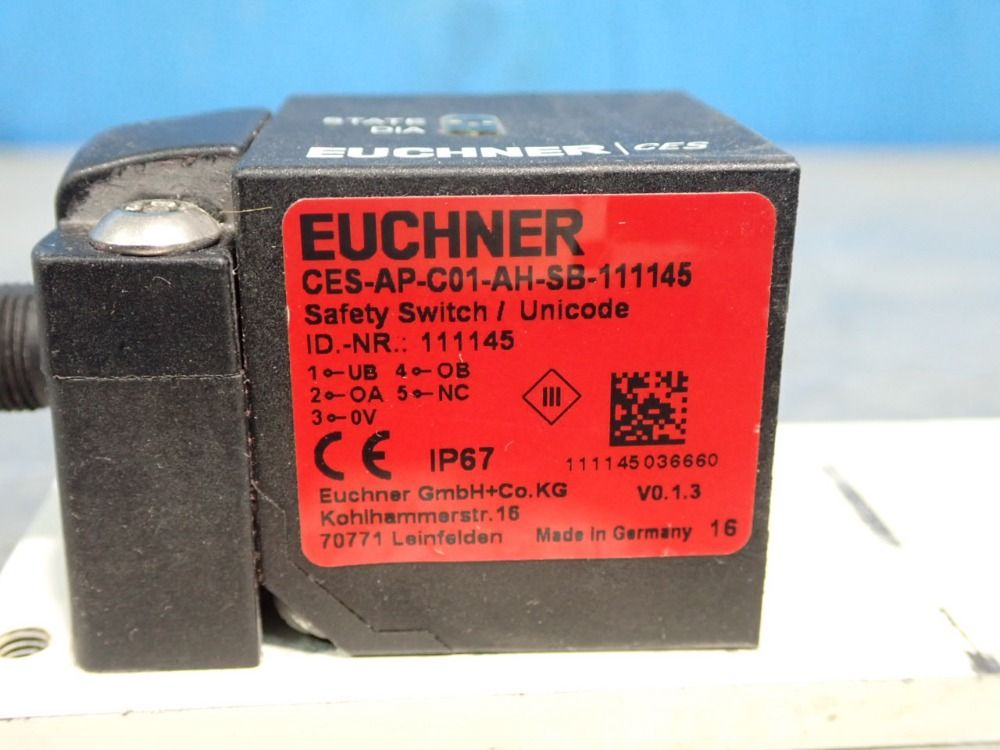 STATE
DIA
EUCHNER | CES
EUCHNER
CES-AP-C01-AH-SB-111145
Safety Switch / Unicode
ID.-NR.: 111145
1 UB 4 OB
2 OA 5 NC
3 0V
III
CE IP67
111145036660
Euchner GmbH+Co.KG V0.1.3
Kohlhammerstr.16
70771 Leinfelden Made in Germany 16